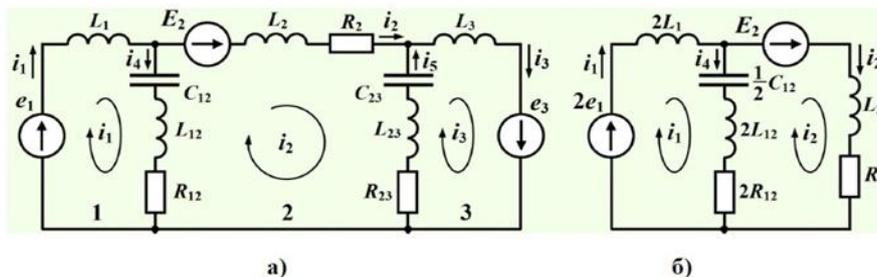 L₁ E₂ L₂ R₂ i₂ L₃ 2L₁ E₂
i₁ i₄ i₅ i₃ i₁ i₄ i₂
C₁₂ C₂₃ ½C₁₂
e₁ e₃ 2e₁
i₁ L₁₂ i₂ L₂₃ i₃ i₁ 2L₁₂ i₂ L
R₁₂ R₂₃ 2R₁₂ R
1 2 3
а) б)